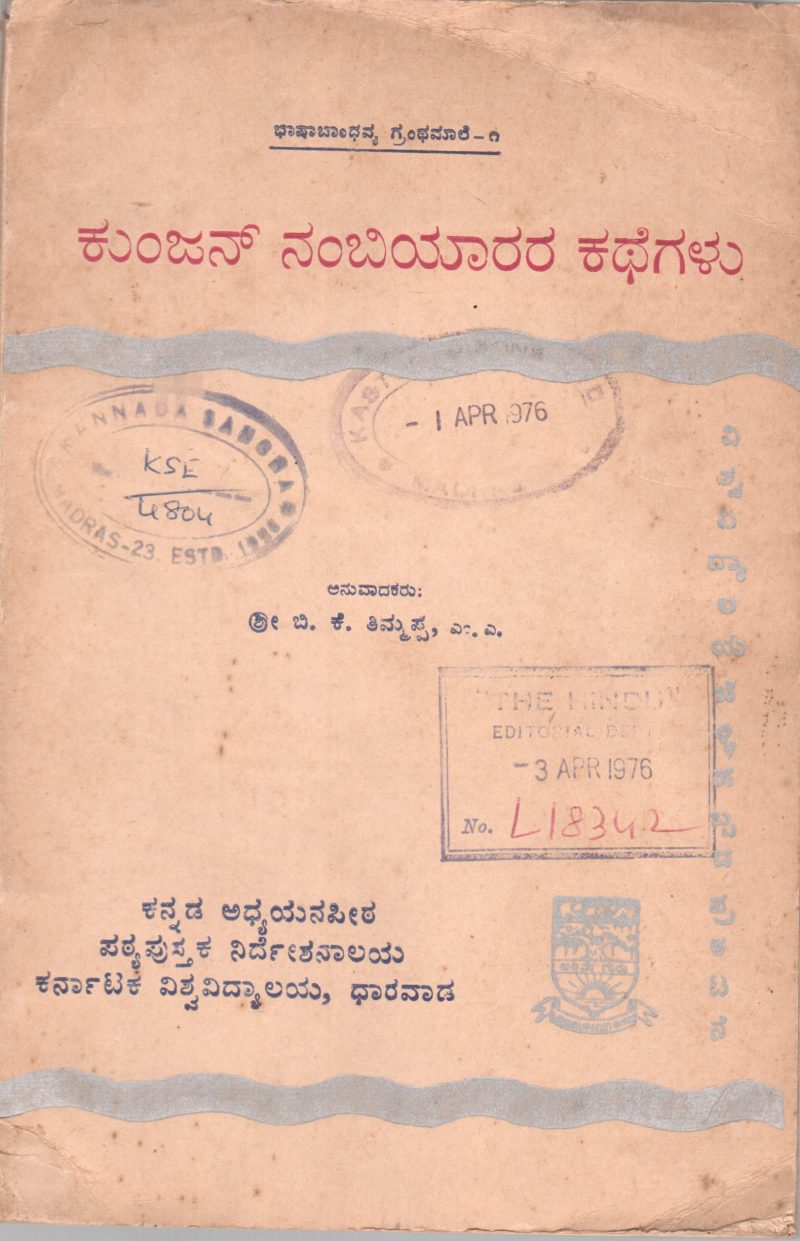 ಭಾಷಾಬಾಂಧವ್ಯ ಗ್ರಂಥಮಾಲೆ-೧
ಕುಂಜನ್ ನಂಬಿಯಾರರ ಕಥೆಗಳು
KANNADA SANGHA
KSE
4804
MADRAS-23. ESTD.
- 1 APR 1976
ಅನುವಾದಕರು:
ಶ್ರೀ ಬಿ. ಕೆ. ತಿಮ್ಮಪ್ಪ, ಎಂ. ಎ.
"THE HINDU"
EDITORIAL DEPT
-3 APR 1976
No. L18342
ಕನ್ನಡ ಅಧ್ಯಯನಪೀಠ
ಪಠ್ಯಪುಸ್ತಕ ನಿರ್ದೇಶನಾಲಯ
ಕರ್ನಾಟಕ ವಿಶ್ವವಿದ್ಯಾಲಯ, ಧಾರವಾಡ